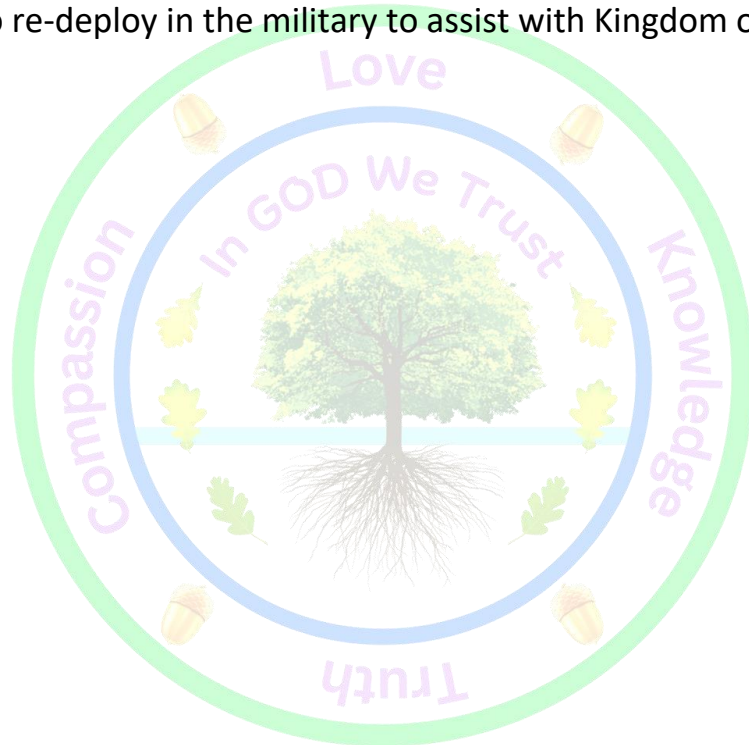 re-deploy in the military to assist with Kingdom
Love
In GOD We Trust
Compassion
Knowledge
Truth